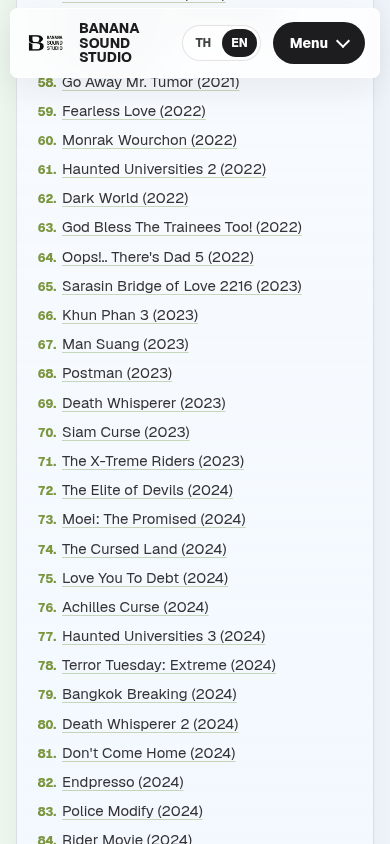 BANANA
SOUND
STUDIO
TH
EN
Menu
58. Go Away Mr. Tumor (2021)
59. Fearless Love (2022)
60. Monrak Wourchon (2022)
61. Haunted Universities 2 (2022)
62. Dark World (2022)
63. God Bless The Trainees Too! (2022)
64. Oops!.. There's Dad 5 (2022)
65. Sarasin Bridge of Love 2216 (2023)
66. Khun Phan 3 (2023)
67. Man Suang (2023)
68. Postman (2023)
69. Death Whisperer (2023)
70. Siam Curse (2023)
71. The X-Treme Riders (2023)
72. The Elite of Devils (2024)
73. Moei: The Promised (2024)
74. The Cursed Land (2024)
75. Love You To Debt (2024)
76. Achilles Curse (2024)
77. Haunted Universities 3 (2024)
78. Terror Tuesday: Extreme (2024)
79. Bangkok Breaking (2024)
80. Death Whisperer 2 (2024)
81. Don't Come Home (2024)
82. Endpresso (2024)
83. Police Modify (2024)
84. Rider Movie (2024)